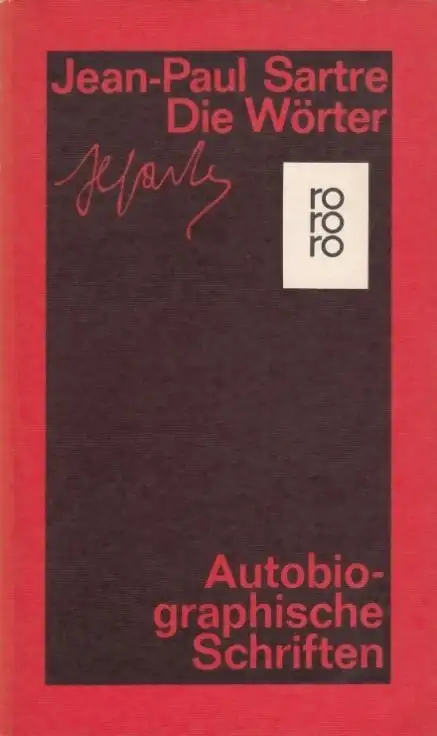 Jean-Paul Sartre
Die Wörter
ro
ro
ro
Autobio-
graphische
Schriften